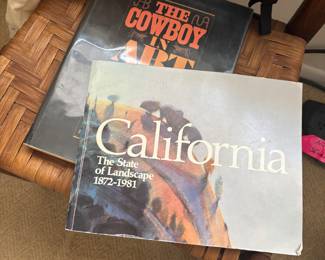 THE
COWBOY
IN
ART
California
The State
of Landscape
1872-1981